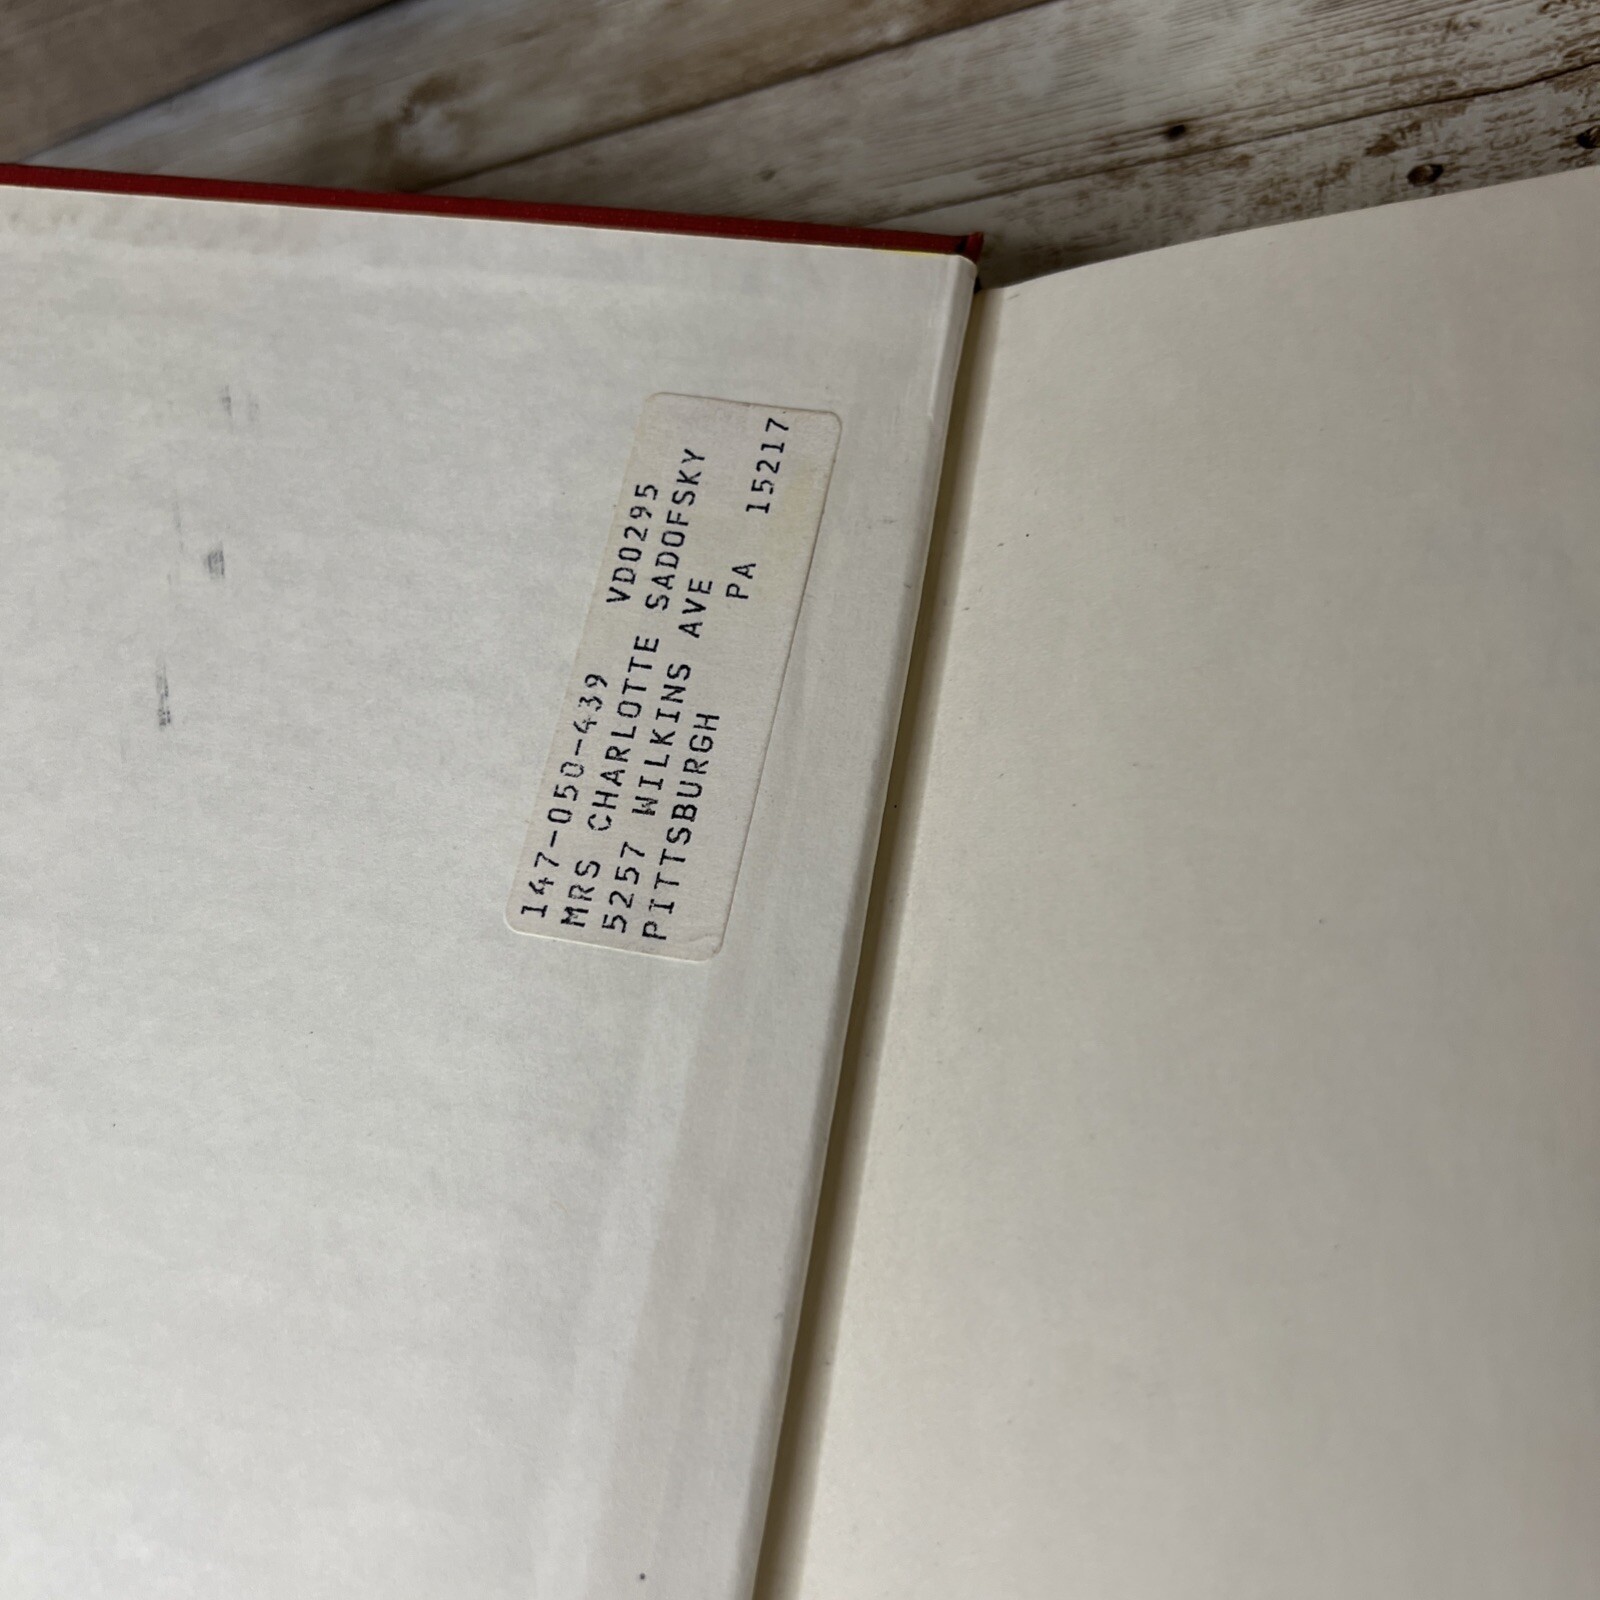 147-050-439 VD0295
MRS CHARLOTTE SADOFSKY
5257 WILKINS AVE
PITTSBURGH PA
15217